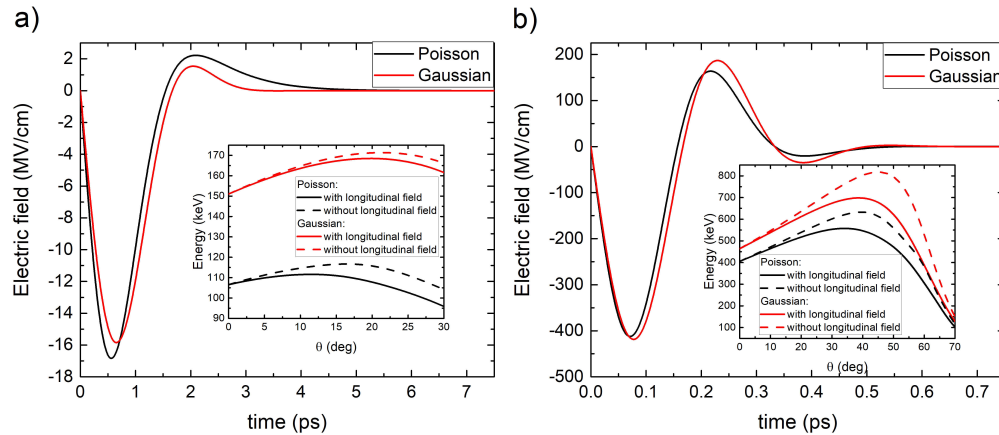 a)
Electric field (MV/cm)
2
0
-2
-4
-6
-8
-10
-12
-14
-16
-18
0 1 2 3 4 5 6 7
time (ps)
Poisson
Gaussian
Energy (keV)
170
160
150
140
130
120
110
100
90
0 5 10 15 20 25 30
θ (deg)
Poisson:
with longitudinal field
without longitudinal field
Gaussian:
with longitudinal field
without longitudinal field
b)
Electric field (MV/cm)
200
100
0
-100
-200
-300
-400
-500
0.0 0.1 0.2 0.3 0.4 0.5 0.6 0.7
time (ps)
Poisson
Gaussian
Energy (keV)
800
700
600
500
400
300
200
100
0 10 20 30 40 50 60 70
θ (deg)
Poisson:
with longitudinal field
without longitudinal field
Gaussian:
with longitudinal field
without longitudinal field